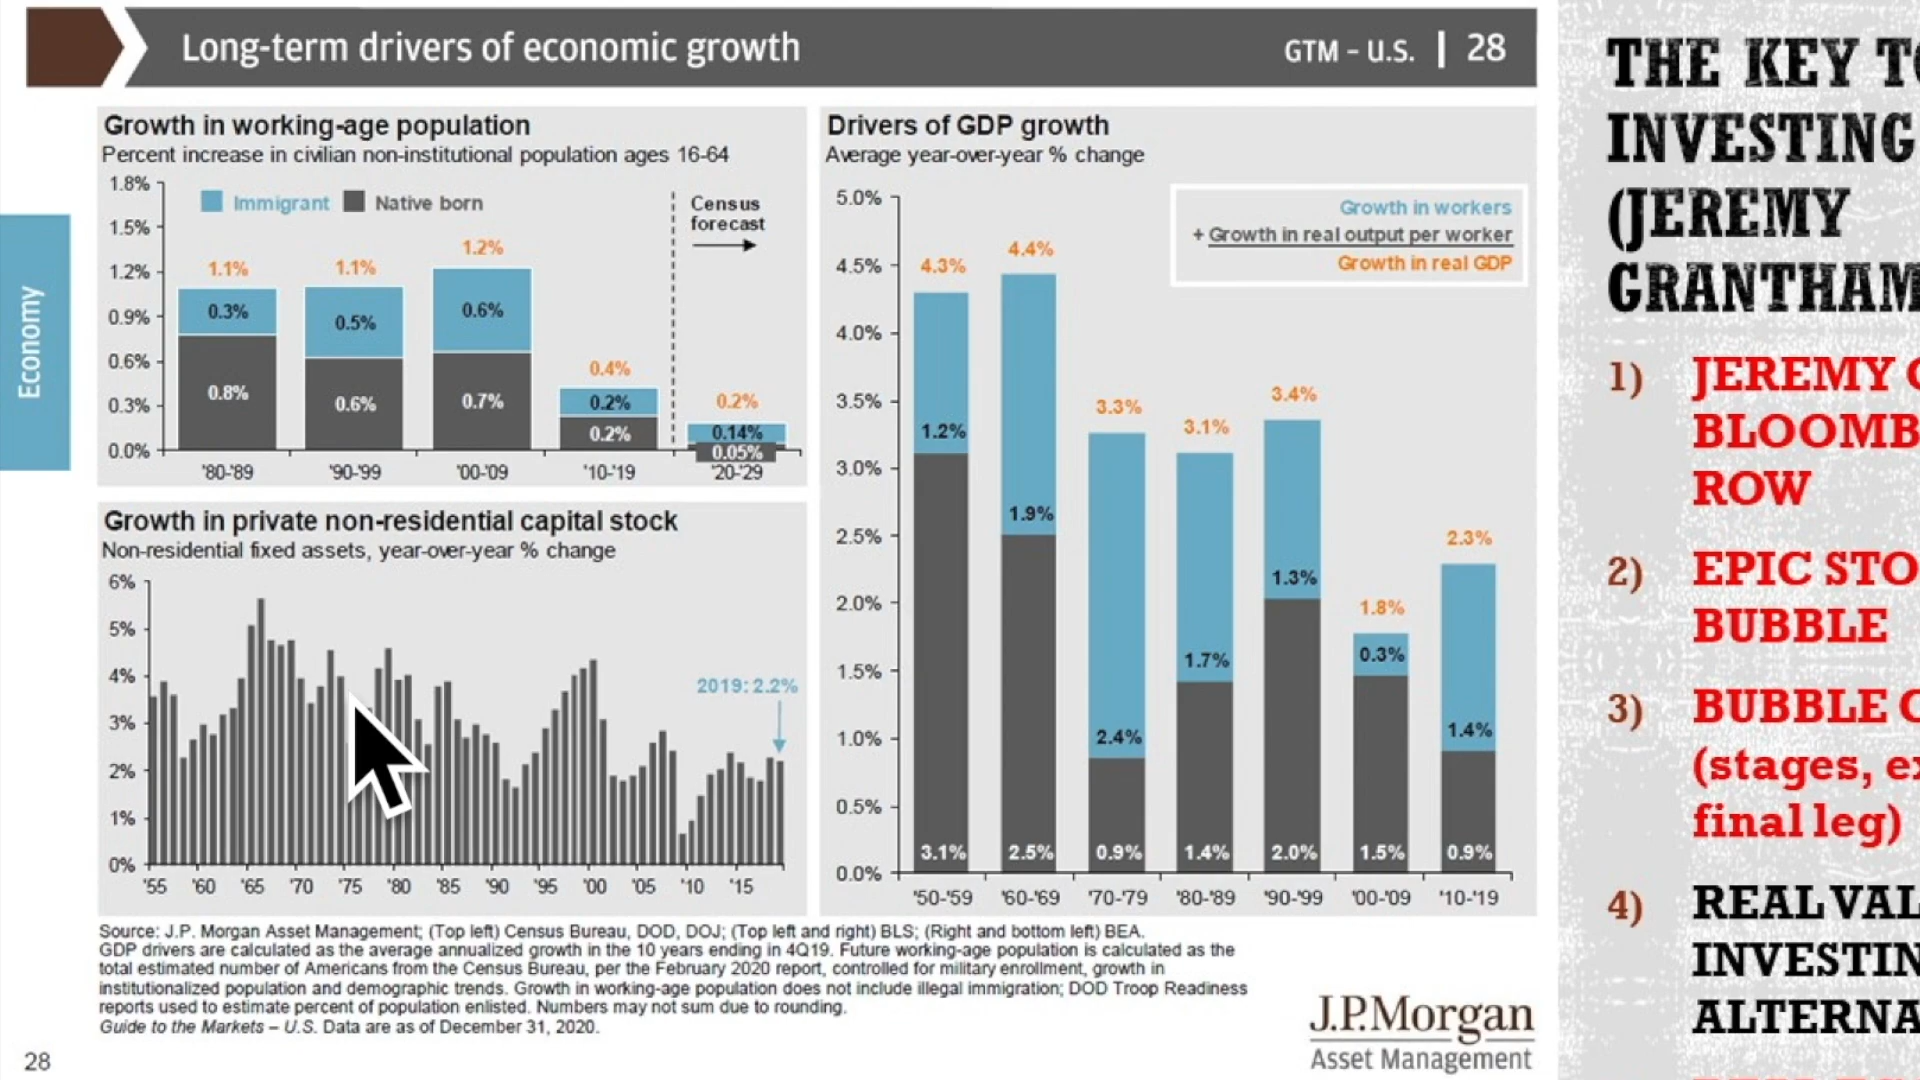 Long-term drivers of economic growth
GTM – U.S. | 28
Economy
Growth in working-age population
Percent increase in civilian non-institutional population ages 16-64
Immigrant Native born
Census
forecast
1.8%
1.5%
1.2%
0.9%
0.6%
0.3%
0.0%
1.1% 1.1% 1.2% 0.4% 0.2%
0.3% 0.5% 0.6% 0.2% 0.14%
0.8% 0.6% 0.7% 0.2% 0.05%
'80-'89 '90-'99 '00-'09 '10-'19 '20-'29
Growth in private non-residential capital stock
Non-residential fixed assets, year-over-year % change
6%
5%
4%
3%
2%
1%
0%
2019: 2.2%
'55 '60 '65 '70 '75 '80 '85 '90 '95 '00 '05 '10 '15
Drivers of GDP growth
Average year-over-year % change
Growth in workers
+ Growth in real output per worker
Growth in real GDP
5.0%
4.5%
4.0%
3.5%
3.0%
2.5%
2.0%
1.5%
1.0%
0.5%
0.0%
4.3% 4.4% 3.3% 3.1% 3.4% 1.8% 2.3%
1.2% 1.9% 2.4% 1.7% 1.3% 0.3% 1.4%
3.1% 2.5% 0.9% 1.4% 2.0% 1.5% 0.9%
'50-'59 '60-'69 '70-'79 '80-'89 '90-'99 '00-'09 '10-'19
Source: J.P. Morgan Asset Management; (Top left) Census Bureau, DOD, DOJ; (Top left and right) BLS; (Right and bottom left) BEA.
GDP drivers are calculated as the average annualized growth in the 10 years ending in 4Q19. Future working-age population is calculated as the
total estimated number of Americans from the Census Bureau, per the February 2020 report, controlled for military enrollment, growth in
institutionalized population and demographic trends. Growth in working-age population does not include illegal immigration; DOD Troop Readiness
reports used to estimate percent of population enlisted. Numbers may not sum due to rounding.
Guide to the Markets – U.S. Data are as of December 31, 2020.
J.P.Morgan
Asset Management
28
THE KEY TO
INVESTING
(JEREMY
GRANTHAM
1) JEREMY
BLOOMB
ROW
2) EPIC STO
BUBBLE
3) BUBBLE
(stages, ex
final leg)
4) REAL VAL
INVESTIN
ALTERNA